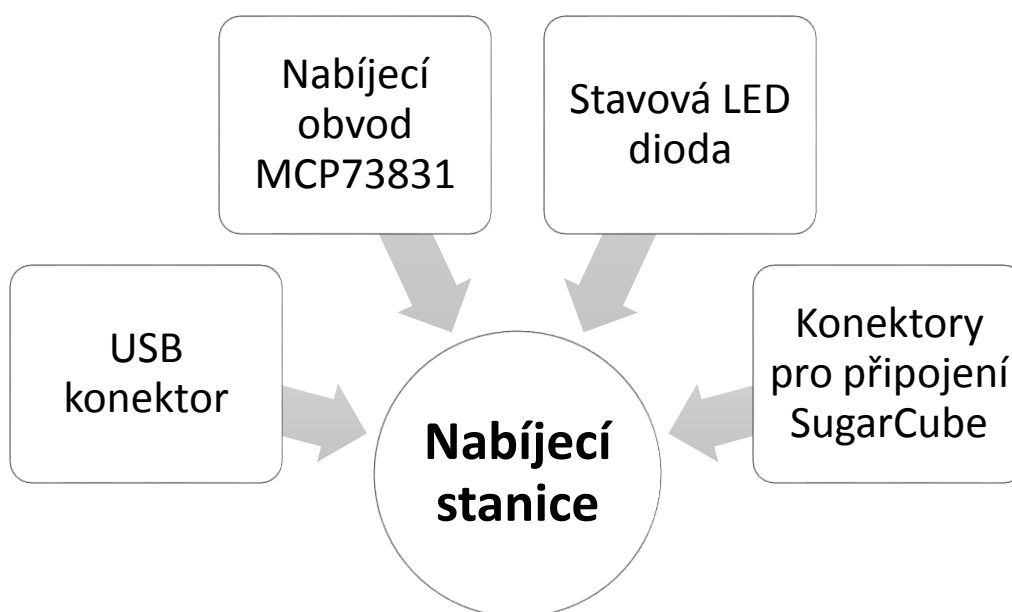 Nabíjecí
obvod
MCP73831
Stavová LED
dioda
USB
konektor
Konektory
pro připojení
SugarCube
Nabíjecí
stanice